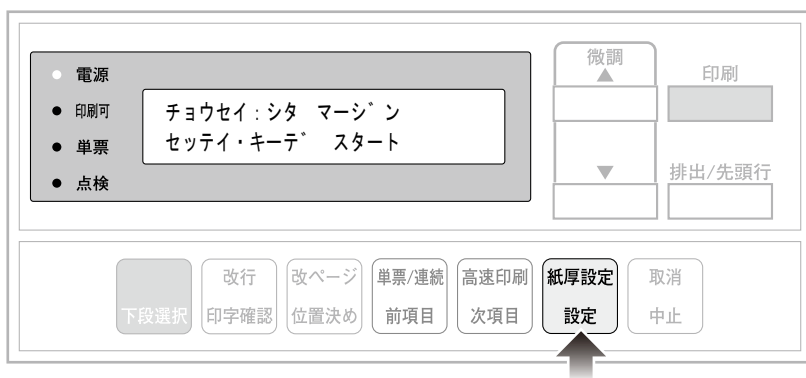 電源
印刷可
単票
点検
チョウセイ:シタ マージン
セッテイ・キーデ スタート
微調
▲
▼
印刷
排出/先頭行
下段選択
改行
印字確認
改ページ
位置決め
単票/連続
前項目
高速印刷
次項目
紙厚設定
設定
取消
中止